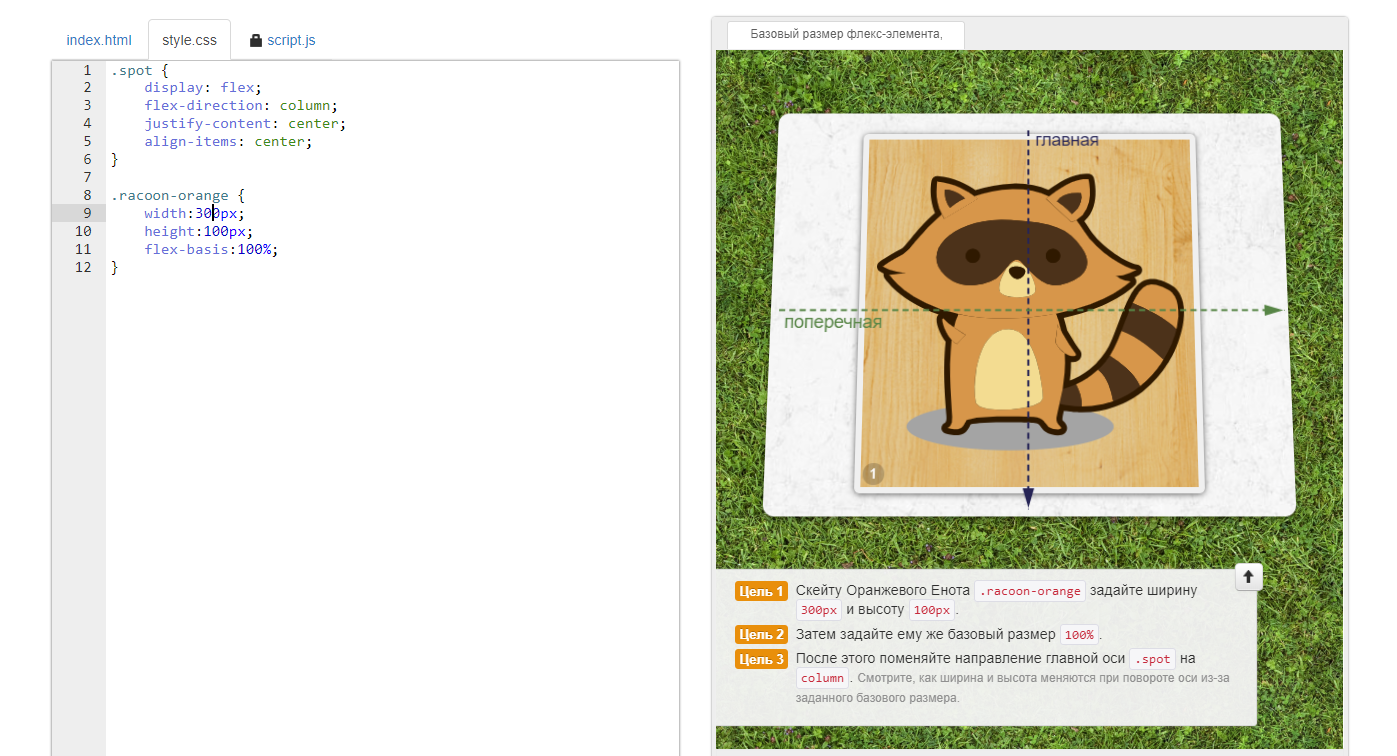 index.html style.css script.js
1 .spot {
2 display: flex;
3 flex-direction: column;
4 justify-content: center;
5 align-items: center;
6 }
7
8 .racoon-orange {
9 width:300px;
10 height:100px;
11 flex-basis:100%;
12 }
Базовый размер флекс-элемента,
главная
поперечная
1
Цель 1 Скейту Оранжевого Енота .racoon-orange задайте ширину
300px и высоту 100px.
Цель 2 Затем задайте ему же базовый размер 100%.
Цель 3 После этого поменяйте направление главной оси .spot на
column. Смотрите, как ширина и высота меняются при повороте оси из-за
заданного базового размера.